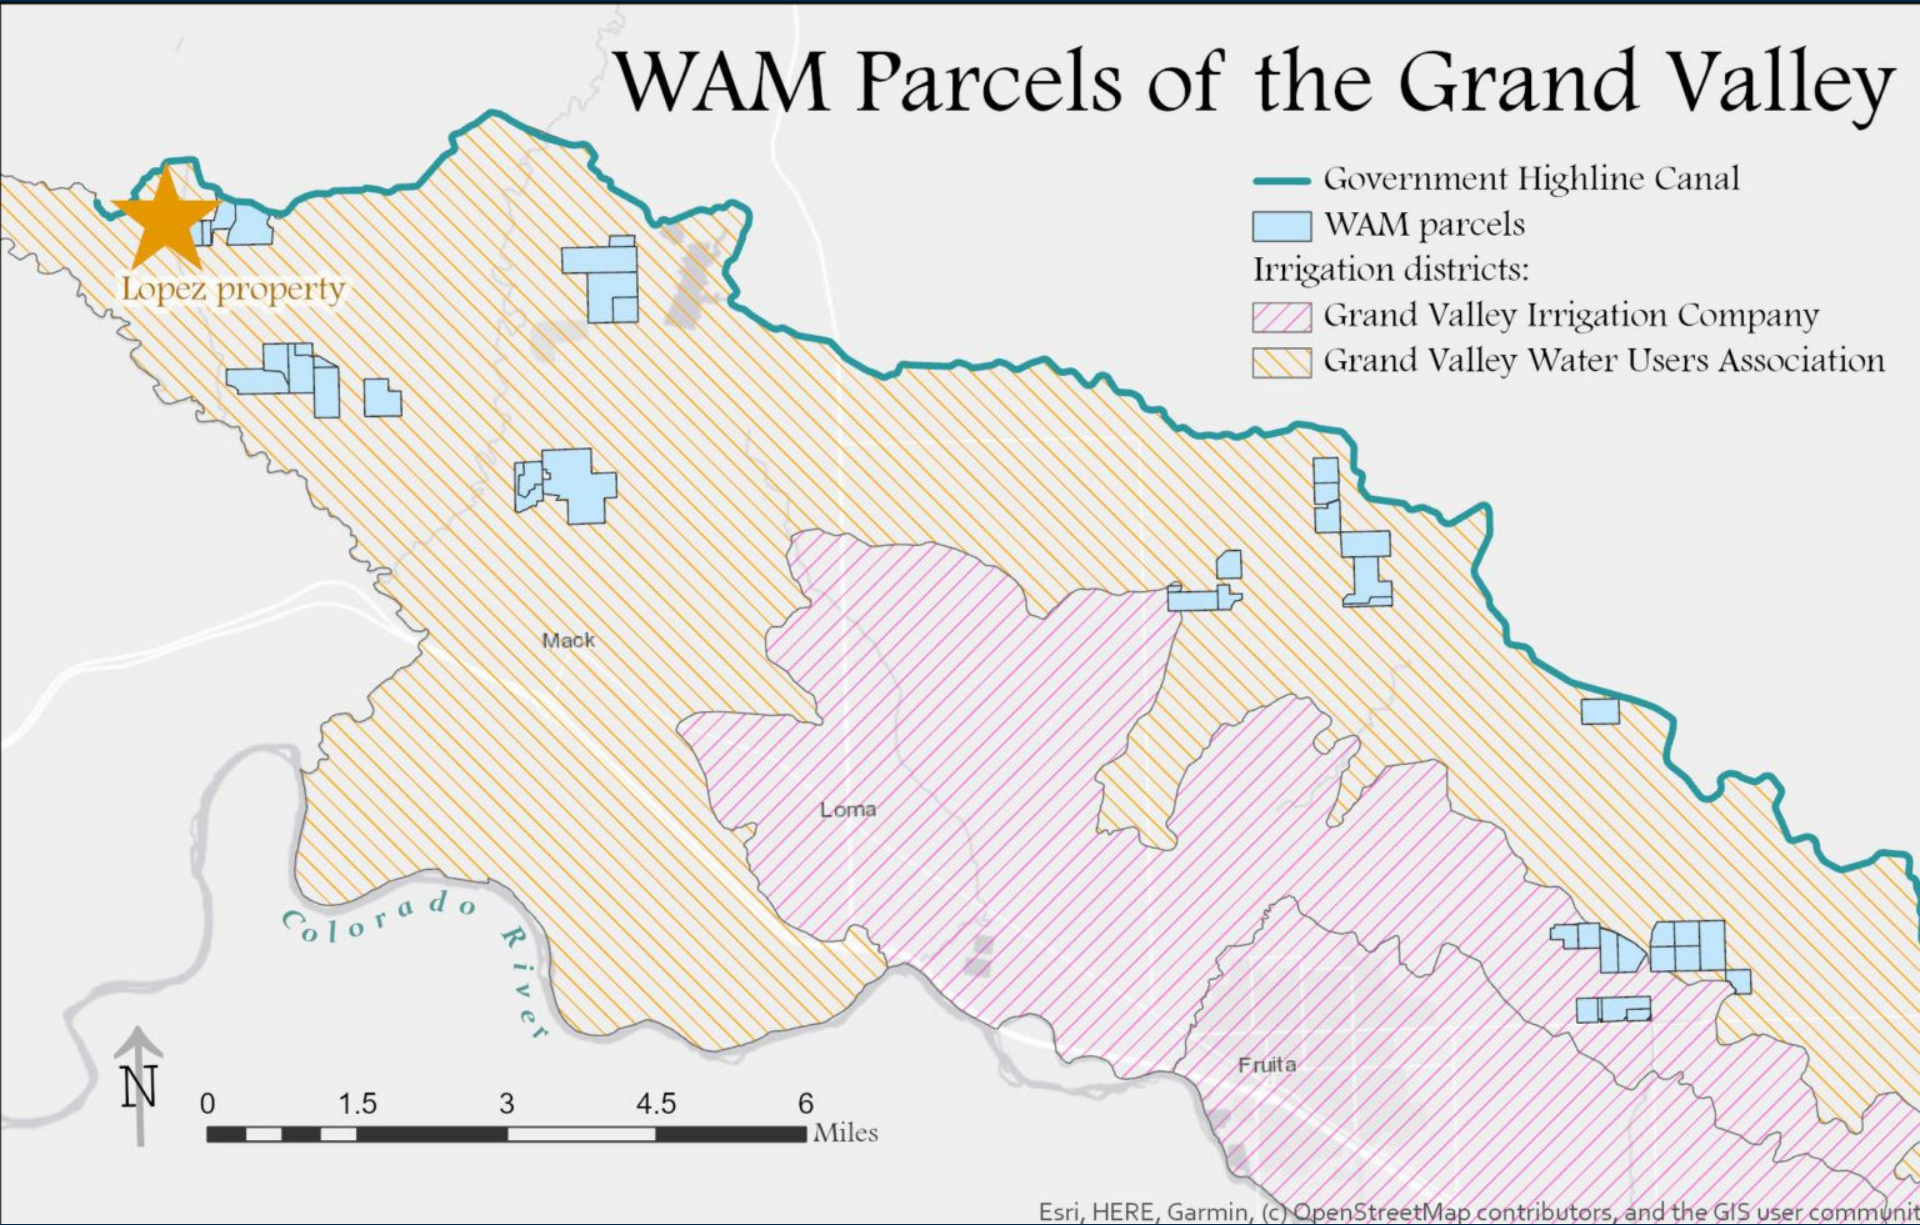 WAM Parcels of the Grand Valley
Government Highline Canal
WAM parcels
Irrigation districts:
Grand Valley Irrigation Company
Grand Valley Water Users Association
Lopez property
Mack
Loma
Colorado River
Fruita
N
0 1.5 3 4.5 6
Miles
Esri, HERE, Garmin, (c) OpenStreetMap contributors, and the GIS user communit